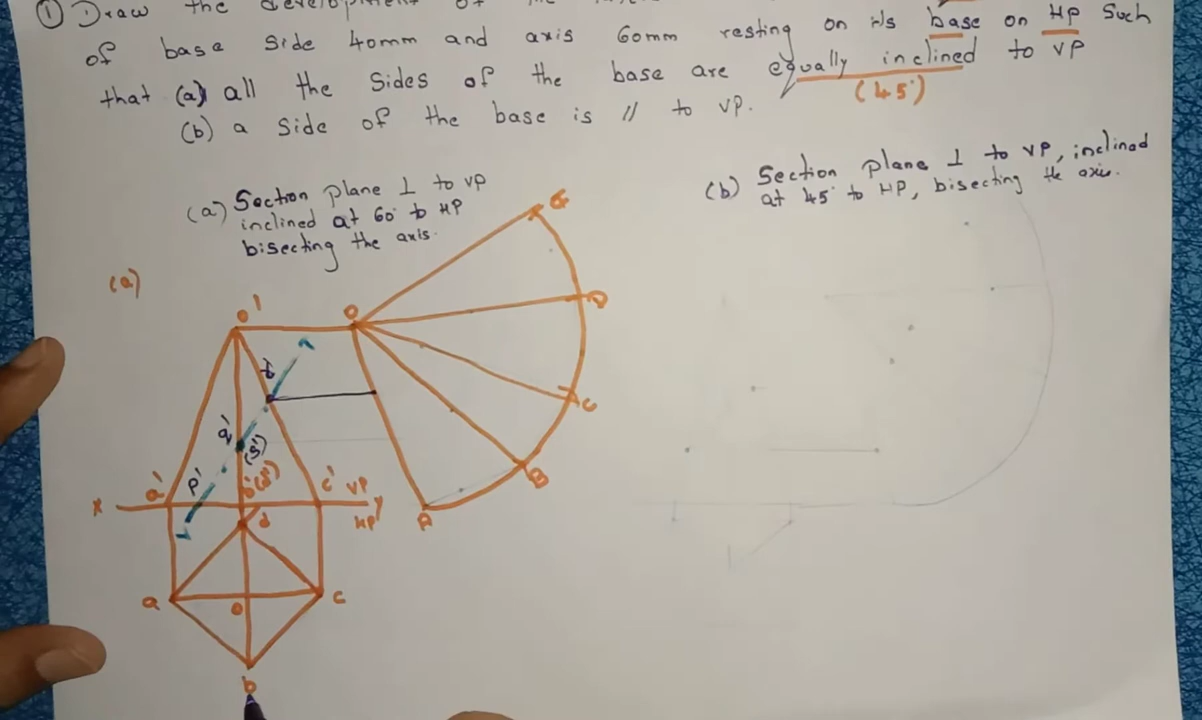 ① Draw the development of the
of base side 40mm and axis 60mm resting on its base on HP such
that (a) all the sides of the base are equally inclined to VP
(45°)
(b) a side of the base is // to VP.
(a) Section plane ⊥ to VP
inclined at 60° to HP
bisecting the axis.
(b) Section plane ⊥ to VP, inclined
at 45° to HP, bisecting the axis.
(a)
o' O
A B C D
q' (s')
p'
x a' b'(d') c' VP y
HP
d
a o c
b